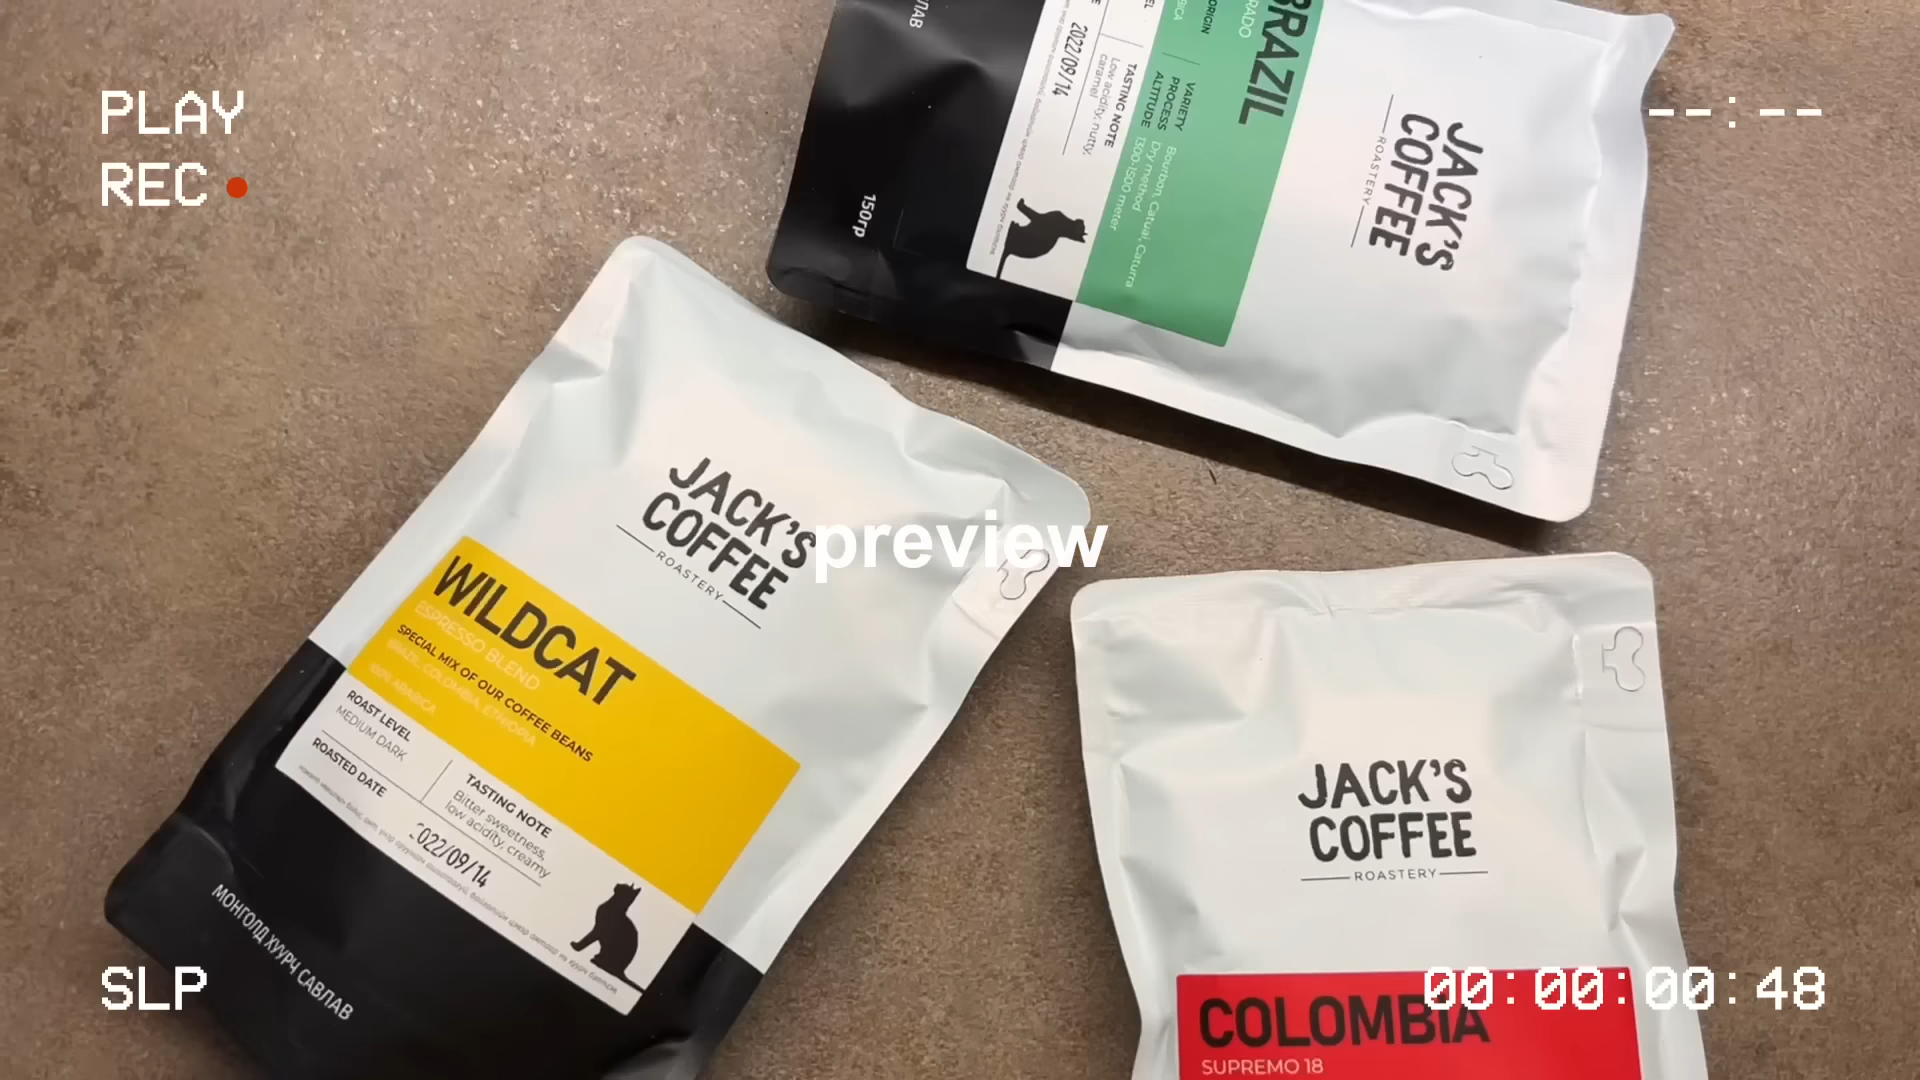 PLAY
REC
--:--
SLP
00:00:00:48
preview
BRAZIL
ORIGIN
VARIETY
Bourbon, Catuai, Caturra
PROCESS
Dry method
ALTITUDE
1300-1500 meter
TASTING NOTE
Low acidity, nutty,
caramel
2022/09/14
150гр
JACK'S
COFFEE
ROASTERY
JACK'S
COFFEE
ROASTERY
WILDCAT
ESPRESSO BLEND
SPECIAL MIX OF OUR COFFEE BEANS
BRAZIL, COLOMBIA, ETHIOPIA
100% ARABICA
ROAST LEVEL
MEDIUM DARK
ROASTED DATE
TASTING NOTE
Bitter sweetness,
low acidity, creamy
2022/09/14
МОНГОЛД ХУУРЧ САВЛАВ
JACK'S
COFFEE
ROASTERY
COLOMBIA
SUPREMO 18